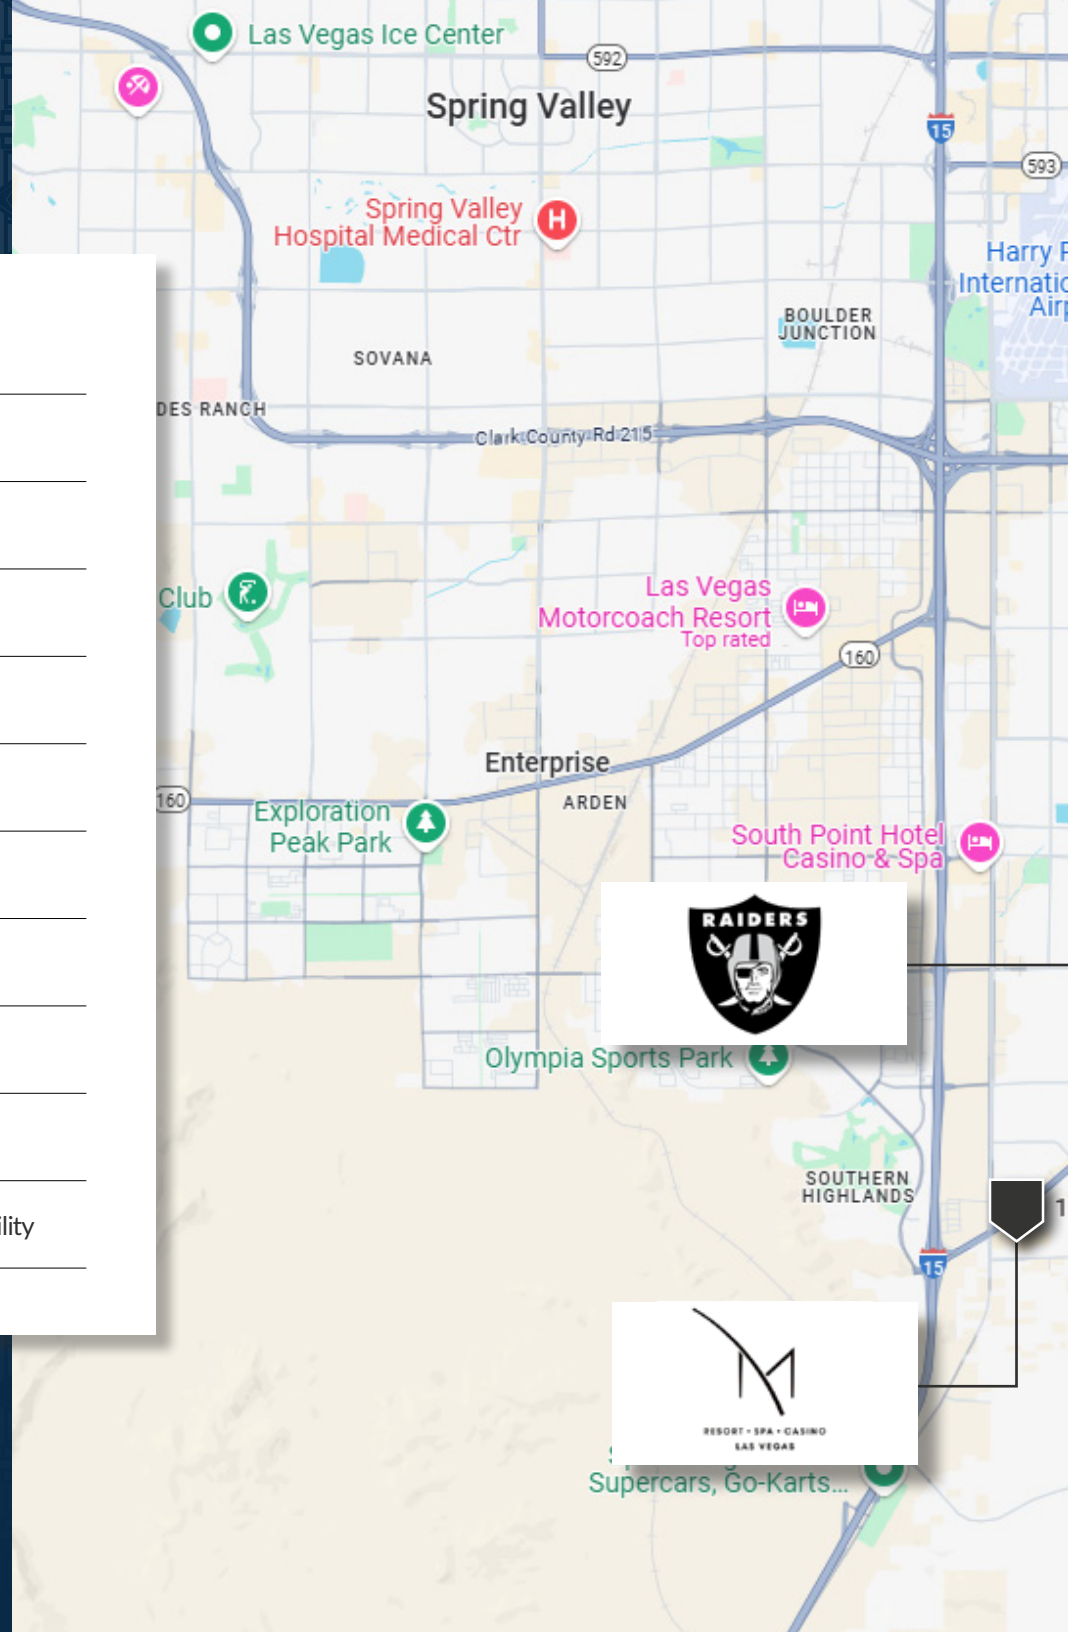 Las Vegas Ice Center
592
Spring Valley
15
593
Spring Valley
Hospital Medical Ctr
H
Harry
Internatio
Airp
BOULDER
JUNCTION
SOVANA
DES RANCH
Clark County Rd 215
Las Vegas
Motorcoach Resort
Top rated
Club
160
Enterprise
ARDEN
160
Exploration
Peak Park
South Point Hotel
Casino & Spa
RAIDERS
Olympia Sports Park
SOUTHERN
HIGHLANDS
1
ility
15
M
RESORT • SPA • CASINO
LAS VEGAS
Supercars, Go-Karts...